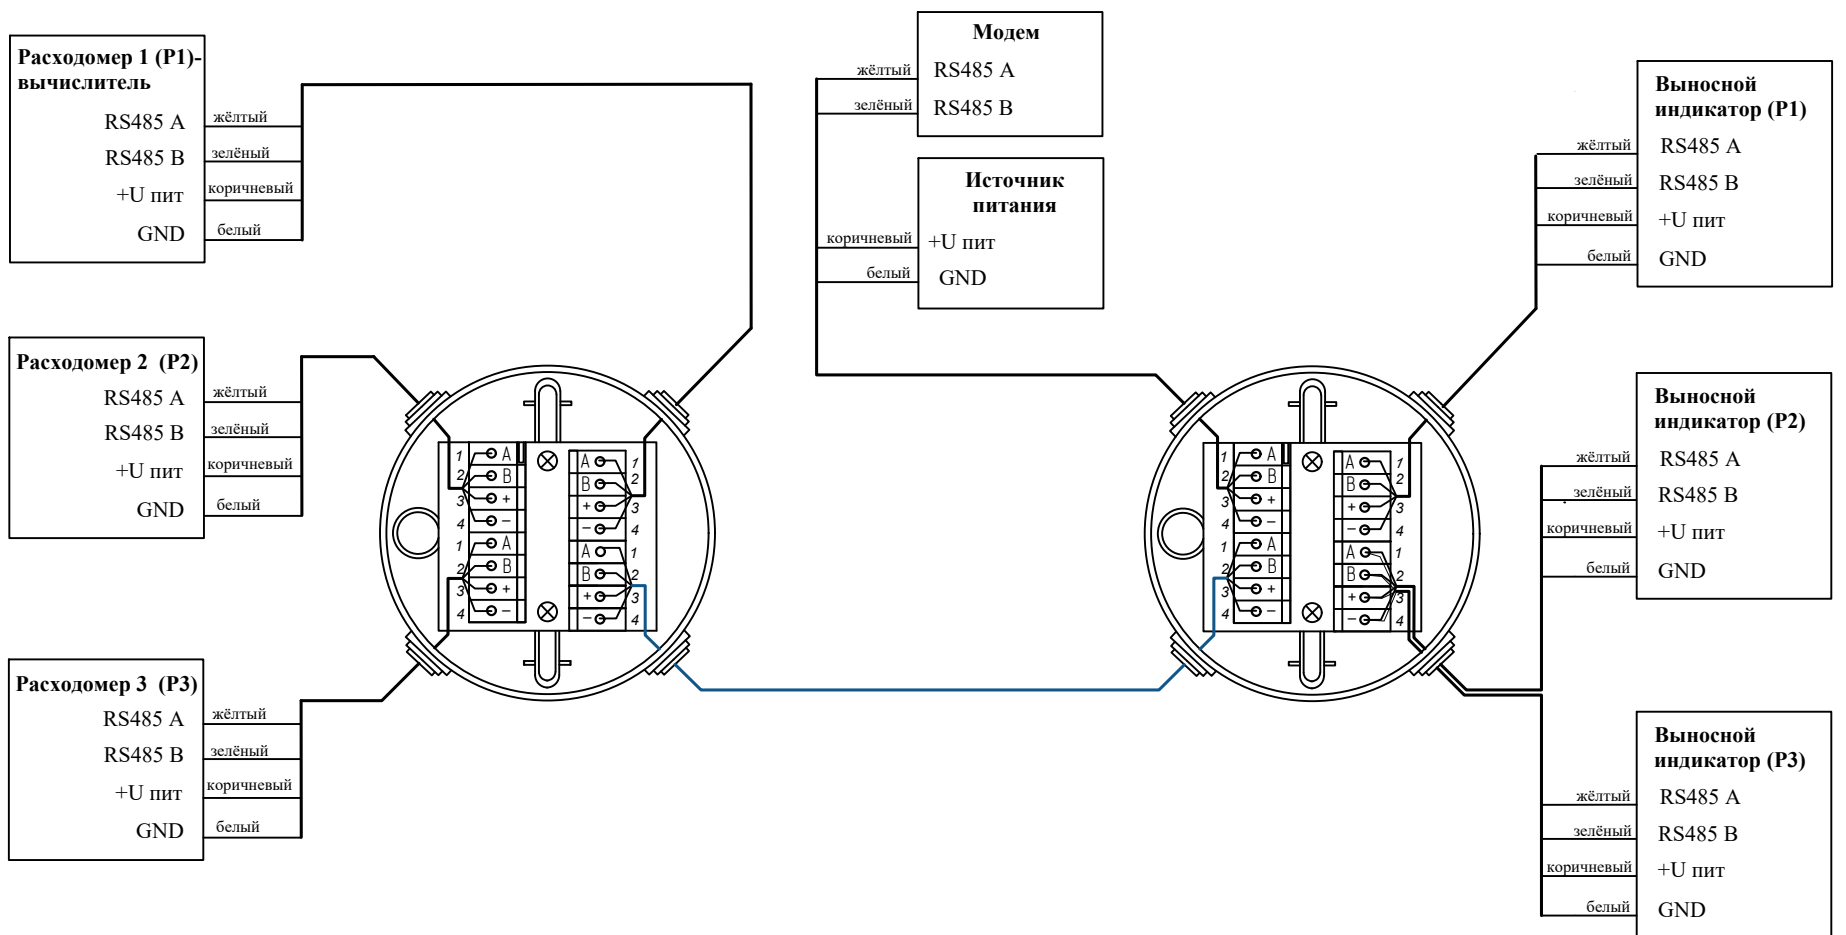 Расходомер 1 (Р1)-
вычислитель
RS485 A
жёлтый
RS485 B
зелёный
+U пит
коричневый
GND
белый
Расходомер 2 (Р2)
RS485 A
жёлтый
RS485 B
зелёный
+U пит
коричневый
GND
белый
Расходомер 3 (Р3)
RS485 A
жёлтый
RS485 B
зелёный
+U пит
коричневый
GND
белый
1 A
2 B
3 +
4 −
1 A
2 B
3 +
4 −
A 1
B 2
+ 3
− 4
A 1
B 2
+ 3
− 4
Модем
жёлтый RS485 A
зелёный RS485 B
Источник
питания
коричневый +U пит
белый GND
1 A
2 B
3 +
4 −
1 A
2 B
3 +
4 −
A 1
B 2
+ 3
− 4
A 1
B 2
+ 3
− 4
Выносной
индикатор (Р1)
жёлтый RS485 A
зелёный RS485 B
коричневый +U пит
белый GND
Выносной
индикатор (Р2)
жёлтый RS485 A
зелёный RS485 B
коричневый +U пит
белый GND
Выносной
индикатор (Р3)
жёлтый RS485 A
зелёный RS485 B
коричневый +U пит
белый GND